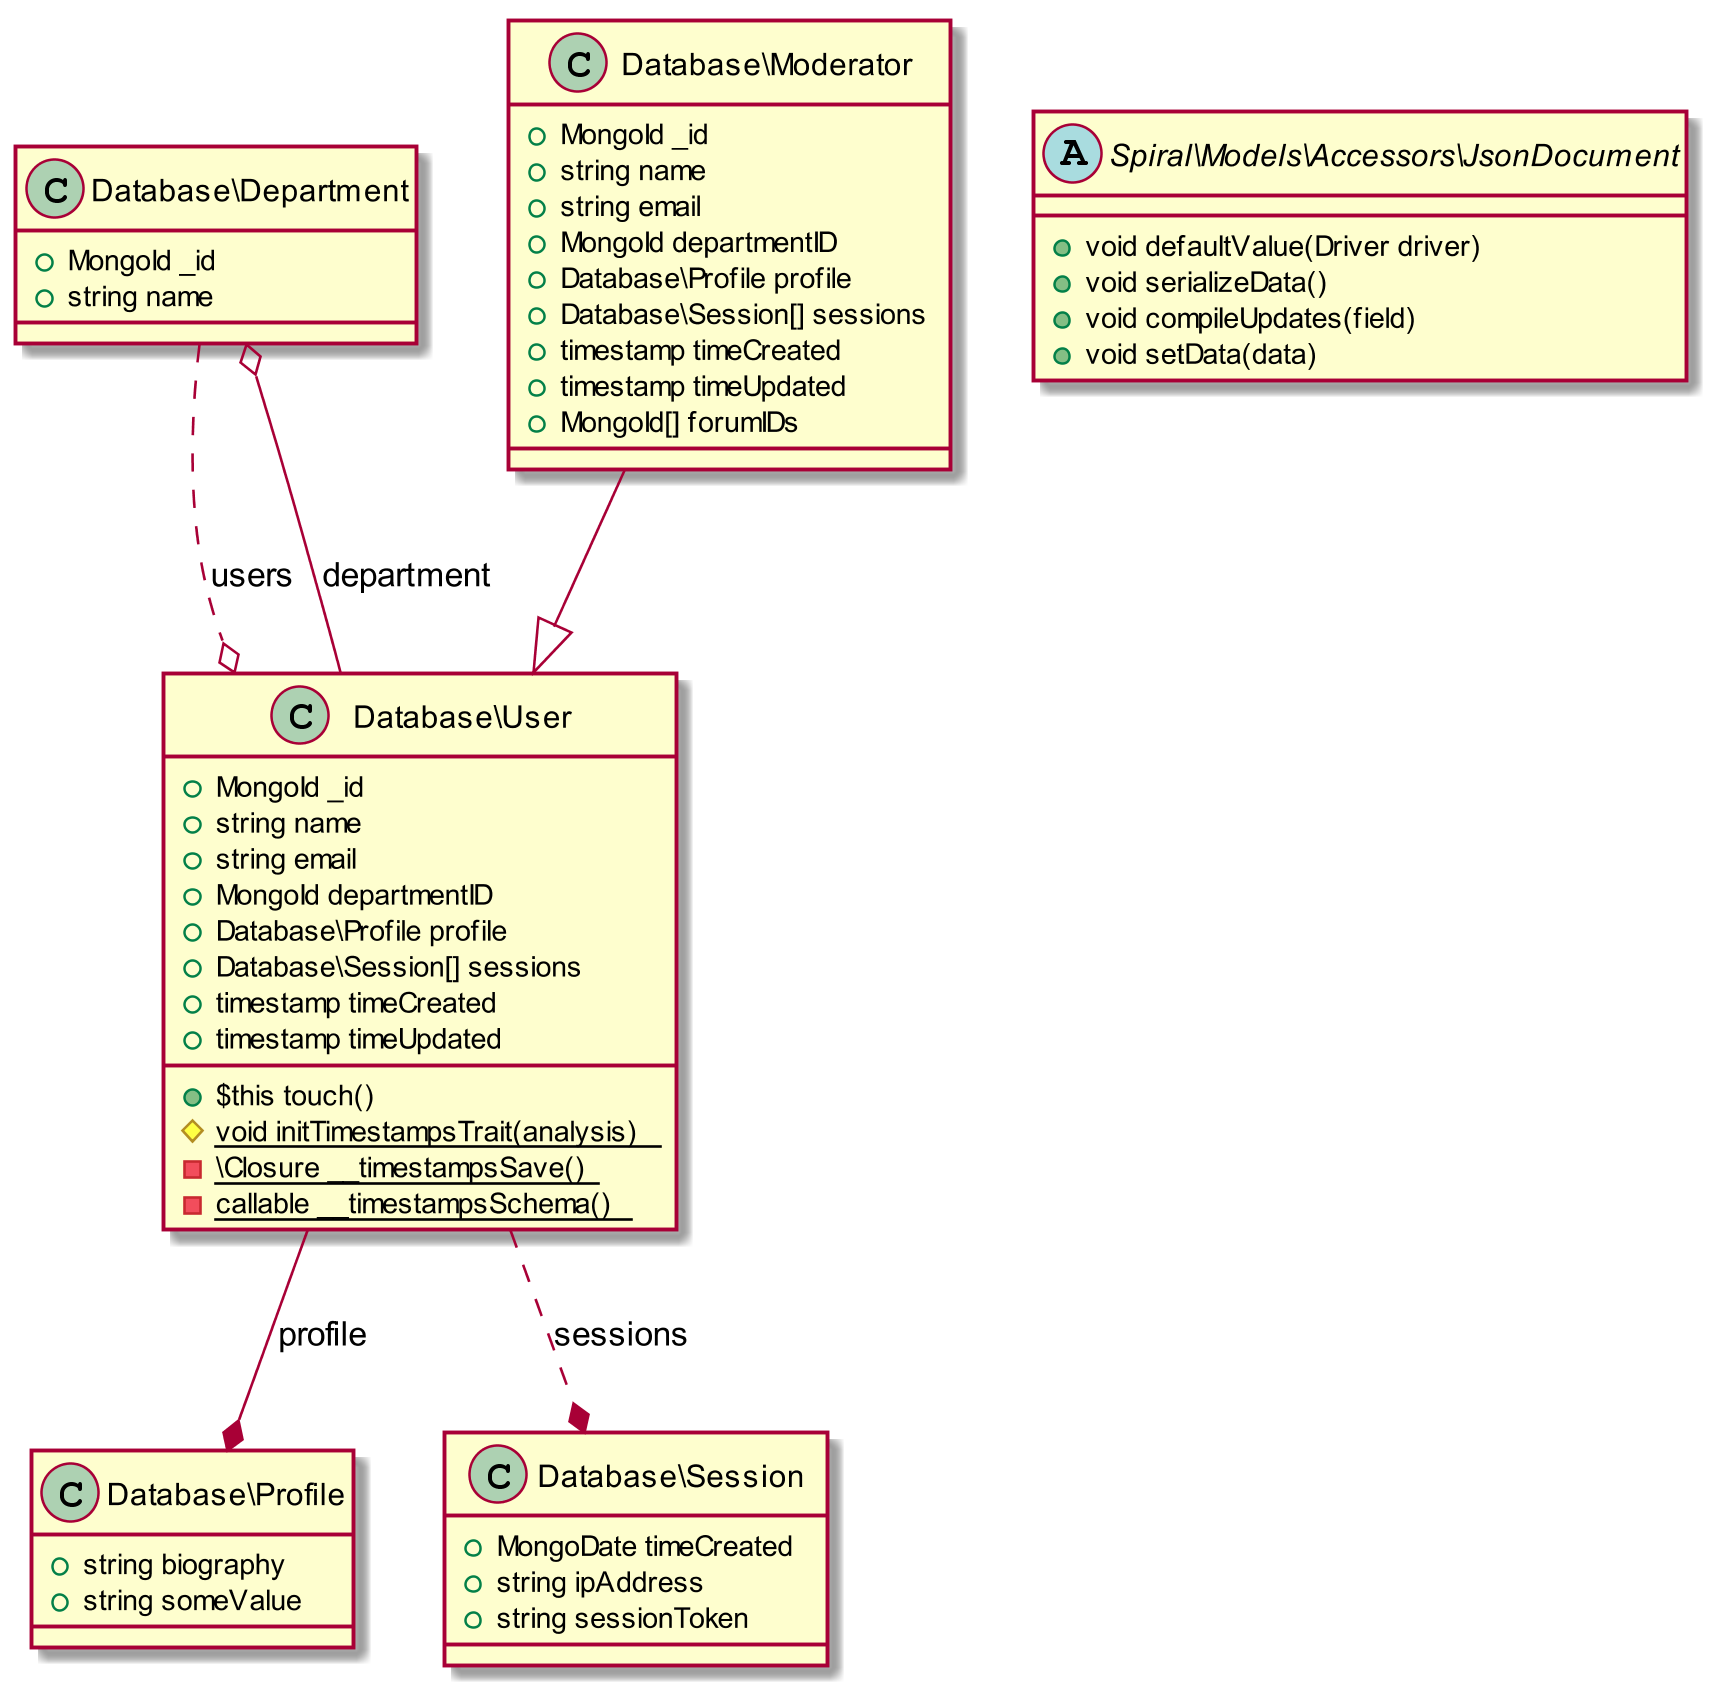 C Database\Moderator
MongoId _id
string name
string email
MongoId departmentID
Database\Profile profile
Database\Session[] sessions
timestamp timeCreated
timestamp timeUpdated
MongoId[] forumIDs
A Spiral\Models\Accessors\JsonDocument
void defaultValue(Driver driver)
void serializeData()
void compileUpdates(field)
void setData(data)
C Database\Department
MongoId _id
string name
users
department
C Database\User
MongoId _id
string name
string email
MongoId departmentID
Database\Profile profile
Database\Session[] sessions
timestamp timeCreated
timestamp timeUpdated
$this touch()
void initTimestampsTrait(analysis)
\Closure __timestampsSave()
callable __timestampsSchema()
profile
sessions
C Database\Profile
string biography
string someValue
C Database\Session
MongoDate timeCreated
string ipAddress
string sessionToken